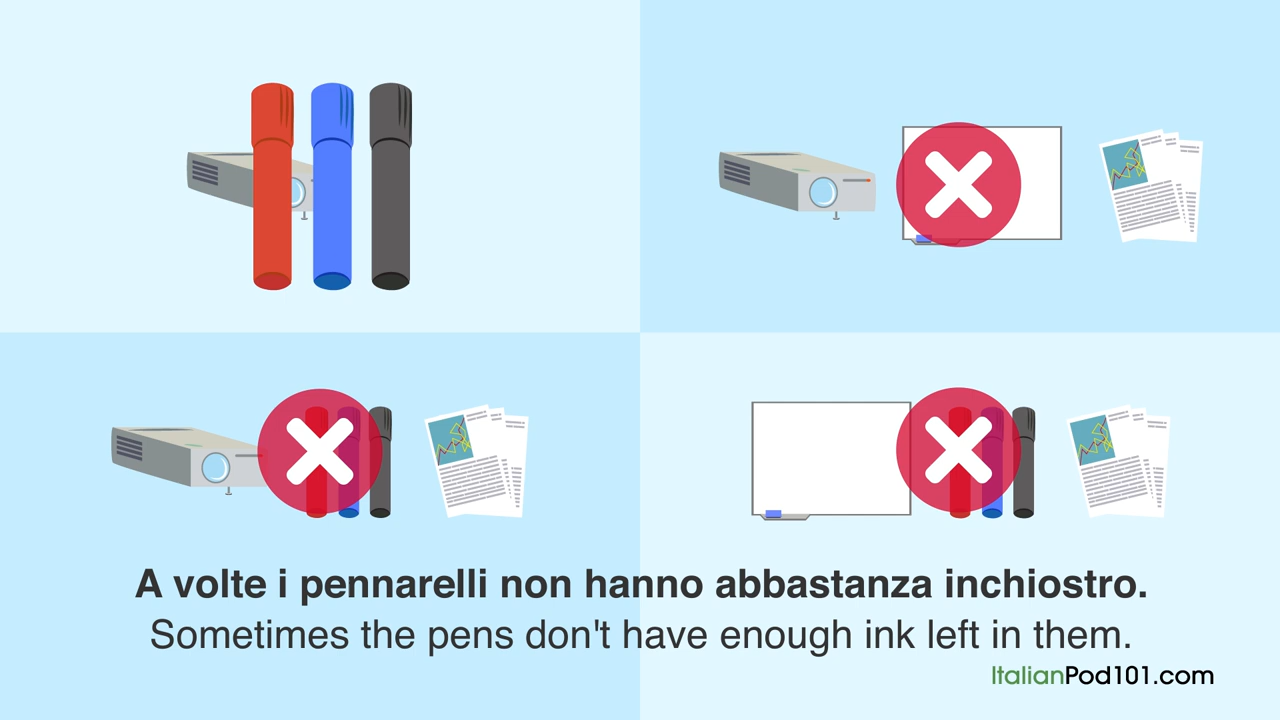 A volte i pennarelli non hanno abbastanza inchiostro.
Sometimes the pens don't have enough ink left in them.
ItalianPod101.com